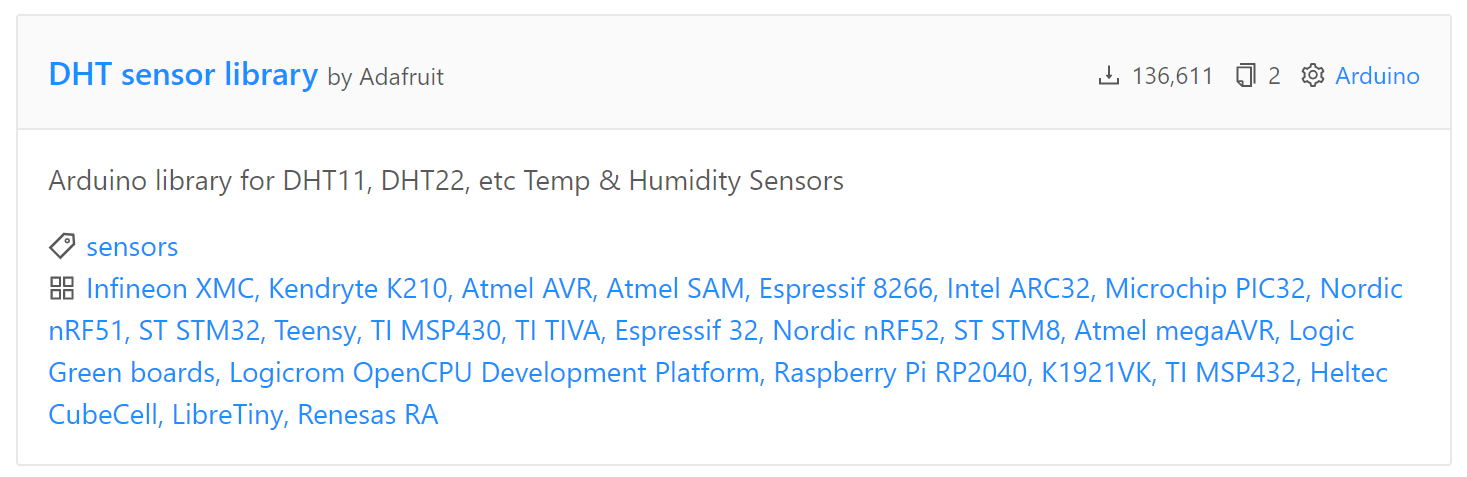 DHT sensor library by Adafruit 136,611 2 Arduino
Arduino library for DHT11, DHT22, etc Temp & Humidity Sensors
sensors
Infineon XMC, Kendryte K210, Atmel AVR, Atmel SAM, Espressif 8266, Intel ARC32, Microchip PIC32, Nordic
nRF51, ST STM32, Teensy, TI MSP430, TI TIVA, Espressif 32, Nordic nRF52, ST STM8, Atmel megaAVR, Logic
Green boards, Logicrom OpenCPU Development Platform, Raspberry Pi RP2040, K1921VK, TI MSP432, Heltec
CubeCell, LibreTiny, Renesas RA